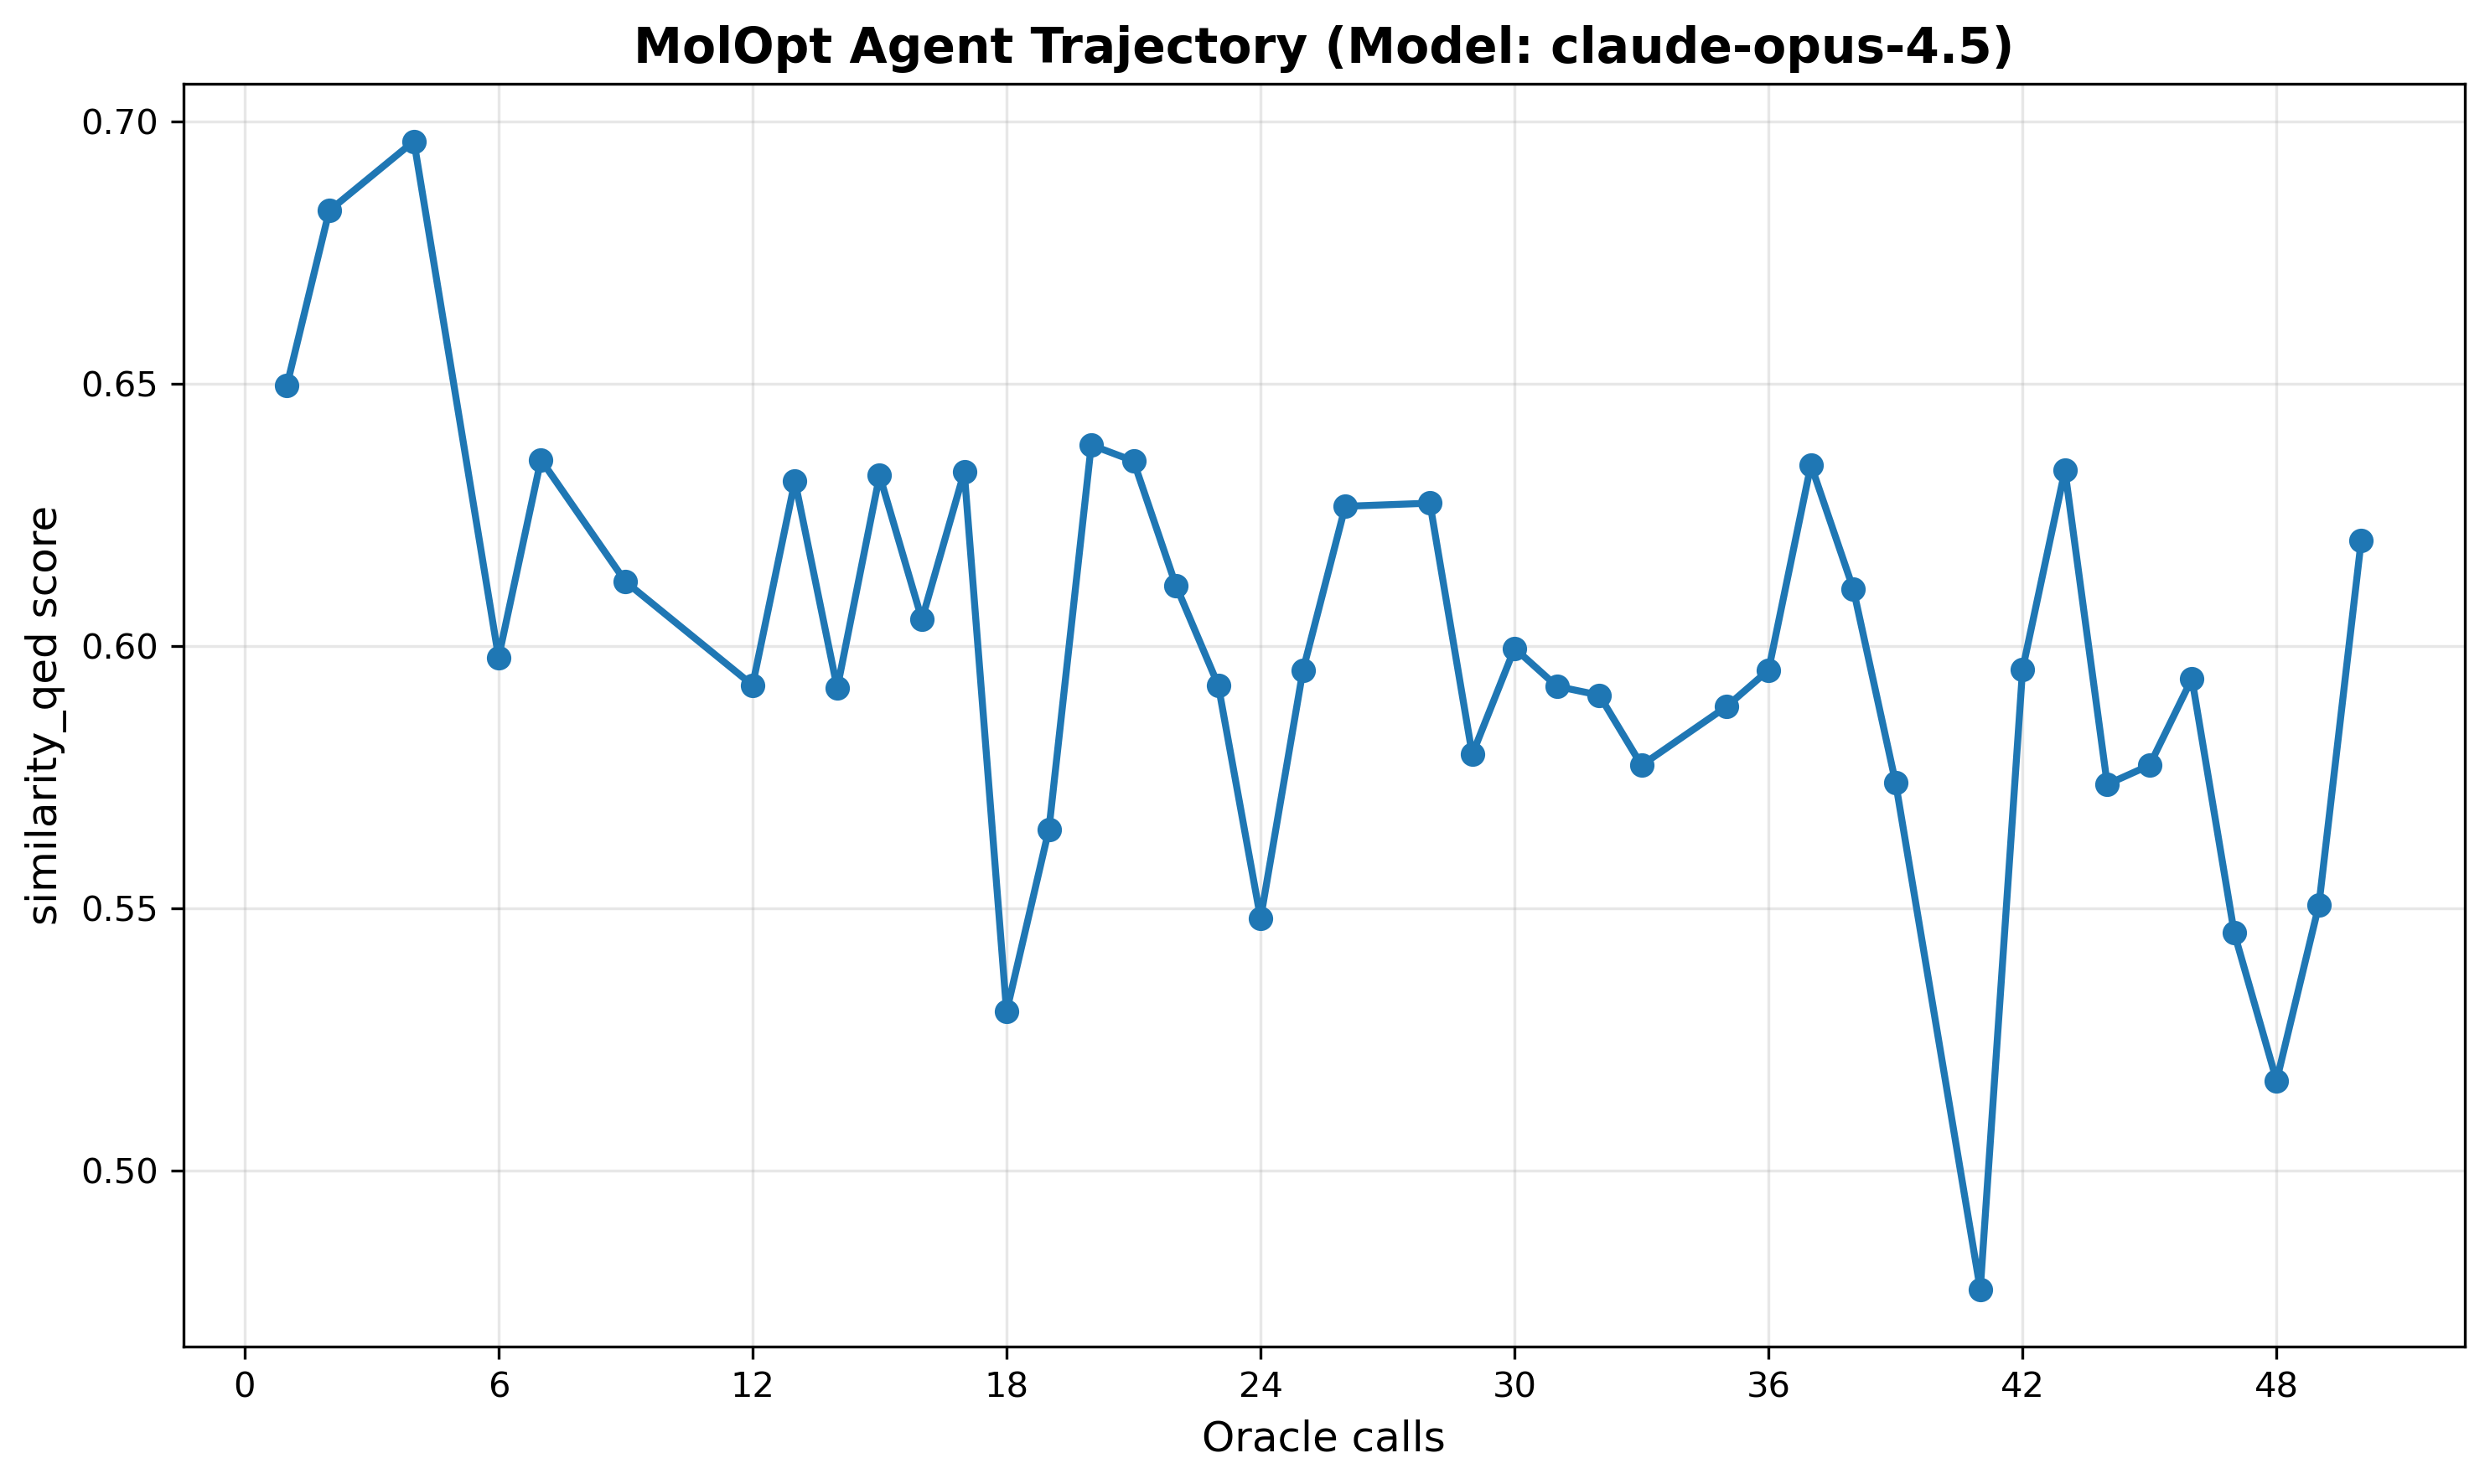 MolOpt Agent Trajectory (Model: claude-opus-4.5)
similarity_qed score
0.70
0.65
0.60
0.55
0.50
0 6 12 18 24 30 36 42 48
Oracle calls